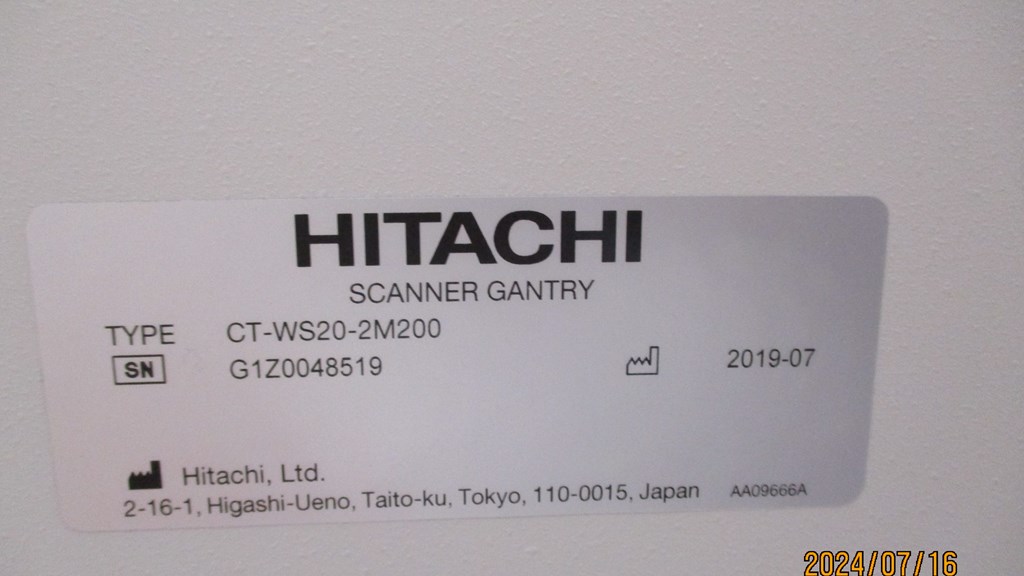 HITACHI
SCANNER GANTRY
TYPE CT-WS20-2M200
SN G1Z0048519 2019-07
Hitachi, Ltd.
2-16-1, Higashi-Ueno, Taito-ku, Tokyo, 110-0015, Japan AA09666A
2024/07/16